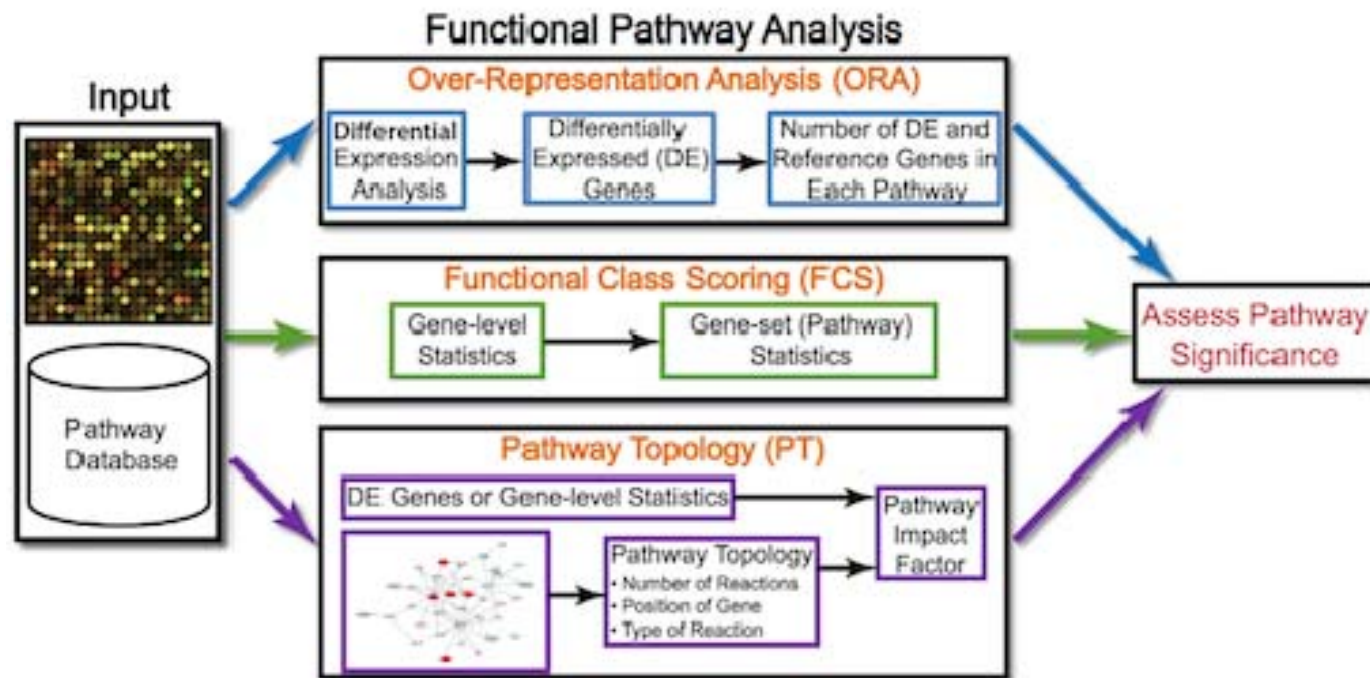 Functional Pathway Analysis
Input
Pathway
Database
Over-Representation Analysis (ORA)
Differential
Expression
Analysis
Differentially
Expressed (DE)
Genes
Number of DE and
Reference Genes in
Each Pathway
Functional Class Scoring (FCS)
Gene-level
Statistics
Gene-set (Pathway)
Statistics
Pathway Topology (PT)
DE Genes or Gene-level Statistics
Pathway Topology
• Number of Reactions
• Position of Gene
• Type of Reaction
Pathway
Impact
Factor
Assess Pathway
Significance